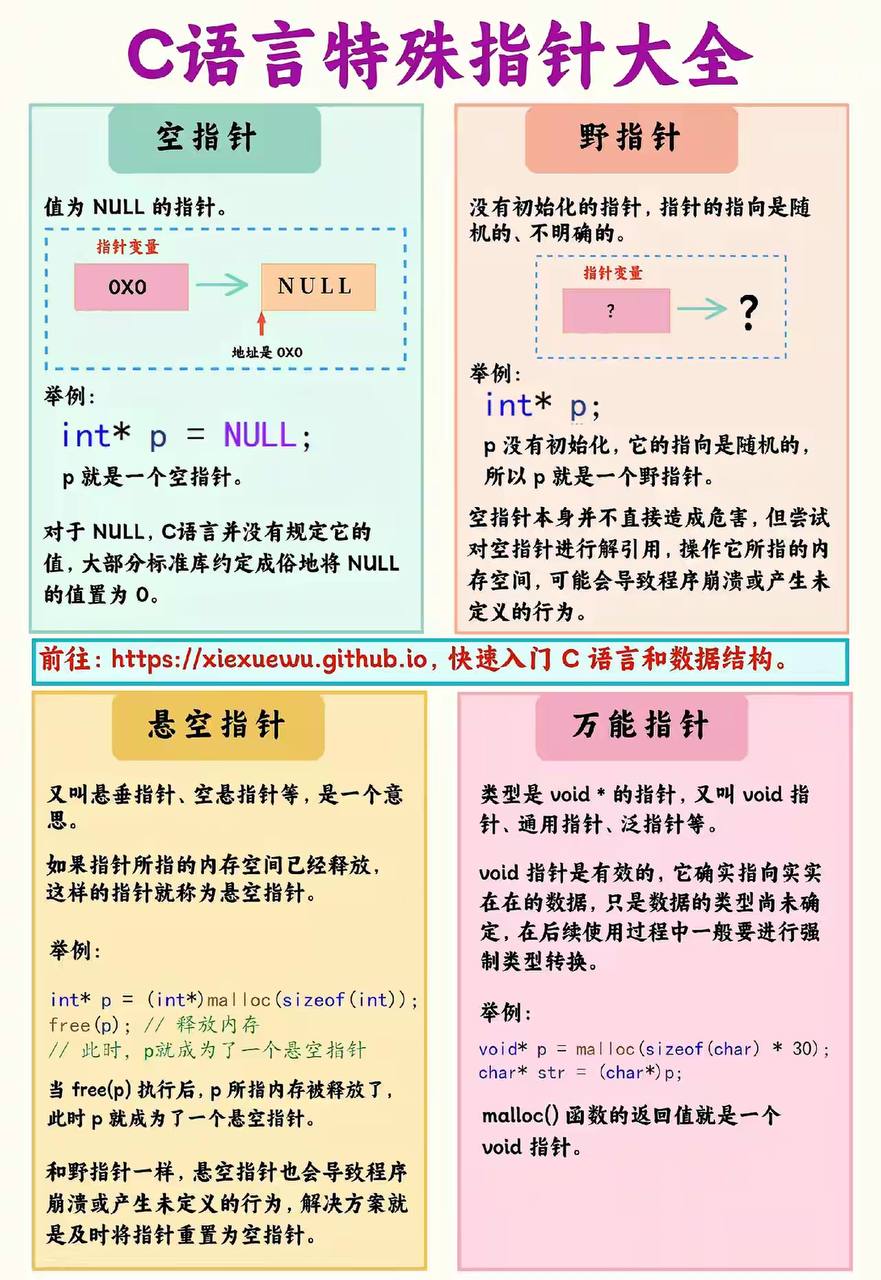 C语言特殊指针大全
空指针
值为 NULL 的指针。
指针变量
0X0
NULL
地址是 0X0
举例：
int* p = NULL;
p 就是一个空指针。
对于 NULL，C语言并没有规定它的
值，大部分标准库约定成俗地将 NULL
的值置为 0。
野指针
没有初始化的指针，指针的指向是随
机的、不明确的。
指针变量
?
?
举例：
int* p;
p 没有初始化，它的指向是随机的，
所以 p 就是一个野指针。
空指针本身并不直接造成危害，但尝试
对空指针进行解引用，操作它所指的内
存空间，可能会导致程序崩溃或产生未
定义的行为。
前往：https://xiexuewu.github.io，快速入门 C 语言和数据结构。
悬空指针
又叫悬垂指针、空悬指针等，是一个意
思。
如果指针所指的内存空间已经释放，
这样的指针就称为悬空指针。
举例：
int* p = (int*)malloc(sizeof(int));
free(p); // 释放内存
// 此时，p就成为了一个悬空指针
当 free(p) 执行后，p 所指内存被释放了，
此时 p 就成为了一个悬空指针。
和野指针一样，悬空指针也会导致程序
崩溃或产生未定义的行为，解决方案就
是及时将指针重置为空指针。
万能指针
类型是 void * 的指针，又叫 void 指
针、通用指针、泛指针等。
void 指针是有效的，它确实指向实实
在在的数据，只是数据的类型尚未确
定，在后续使用过程中一般要进行强
制类型转换。
举例：
void* p = malloc(sizeof(char) * 30);
char* str = (char*)p;
malloc() 函数的返回值就是一个
void 指针。